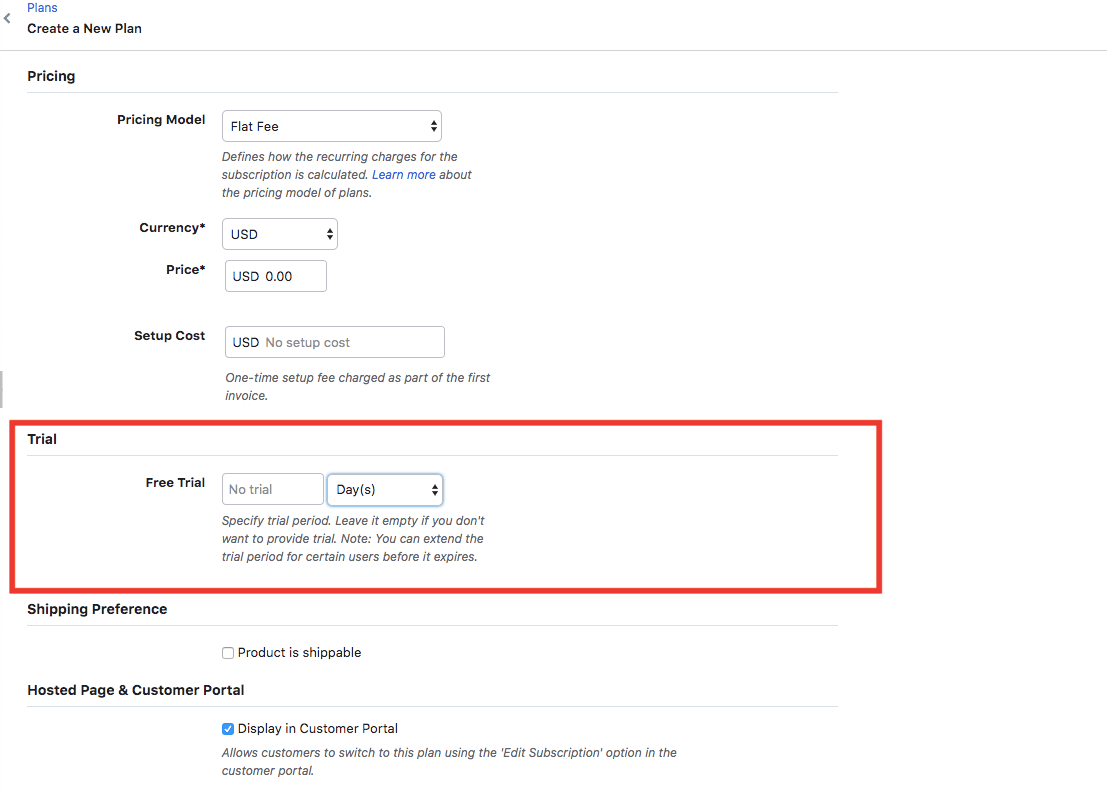 Plans
Create a New Plan
Pricing
Pricing Model
Flat Fee
Defines how the recurring charges for the
subscription is calculated. Learn more about
the pricing model of plans.
Currency*
USD
Price*
USD 0.00
Setup Cost
USD No setup cost
One-time setup fee charged as part of the first
invoice.
Trial
Free Trial
No trial
Day(s)
Specify trial period. Leave it empty if you don't
want to provide trial. Note: You can extend the
trial period for certain users before it expires.
Shipping Preference
Product is shippable
Hosted Page & Customer Portal
Display in Customer Portal
Allows customers to switch to this plan using the 'Edit Subscription' option in the
customer portal.